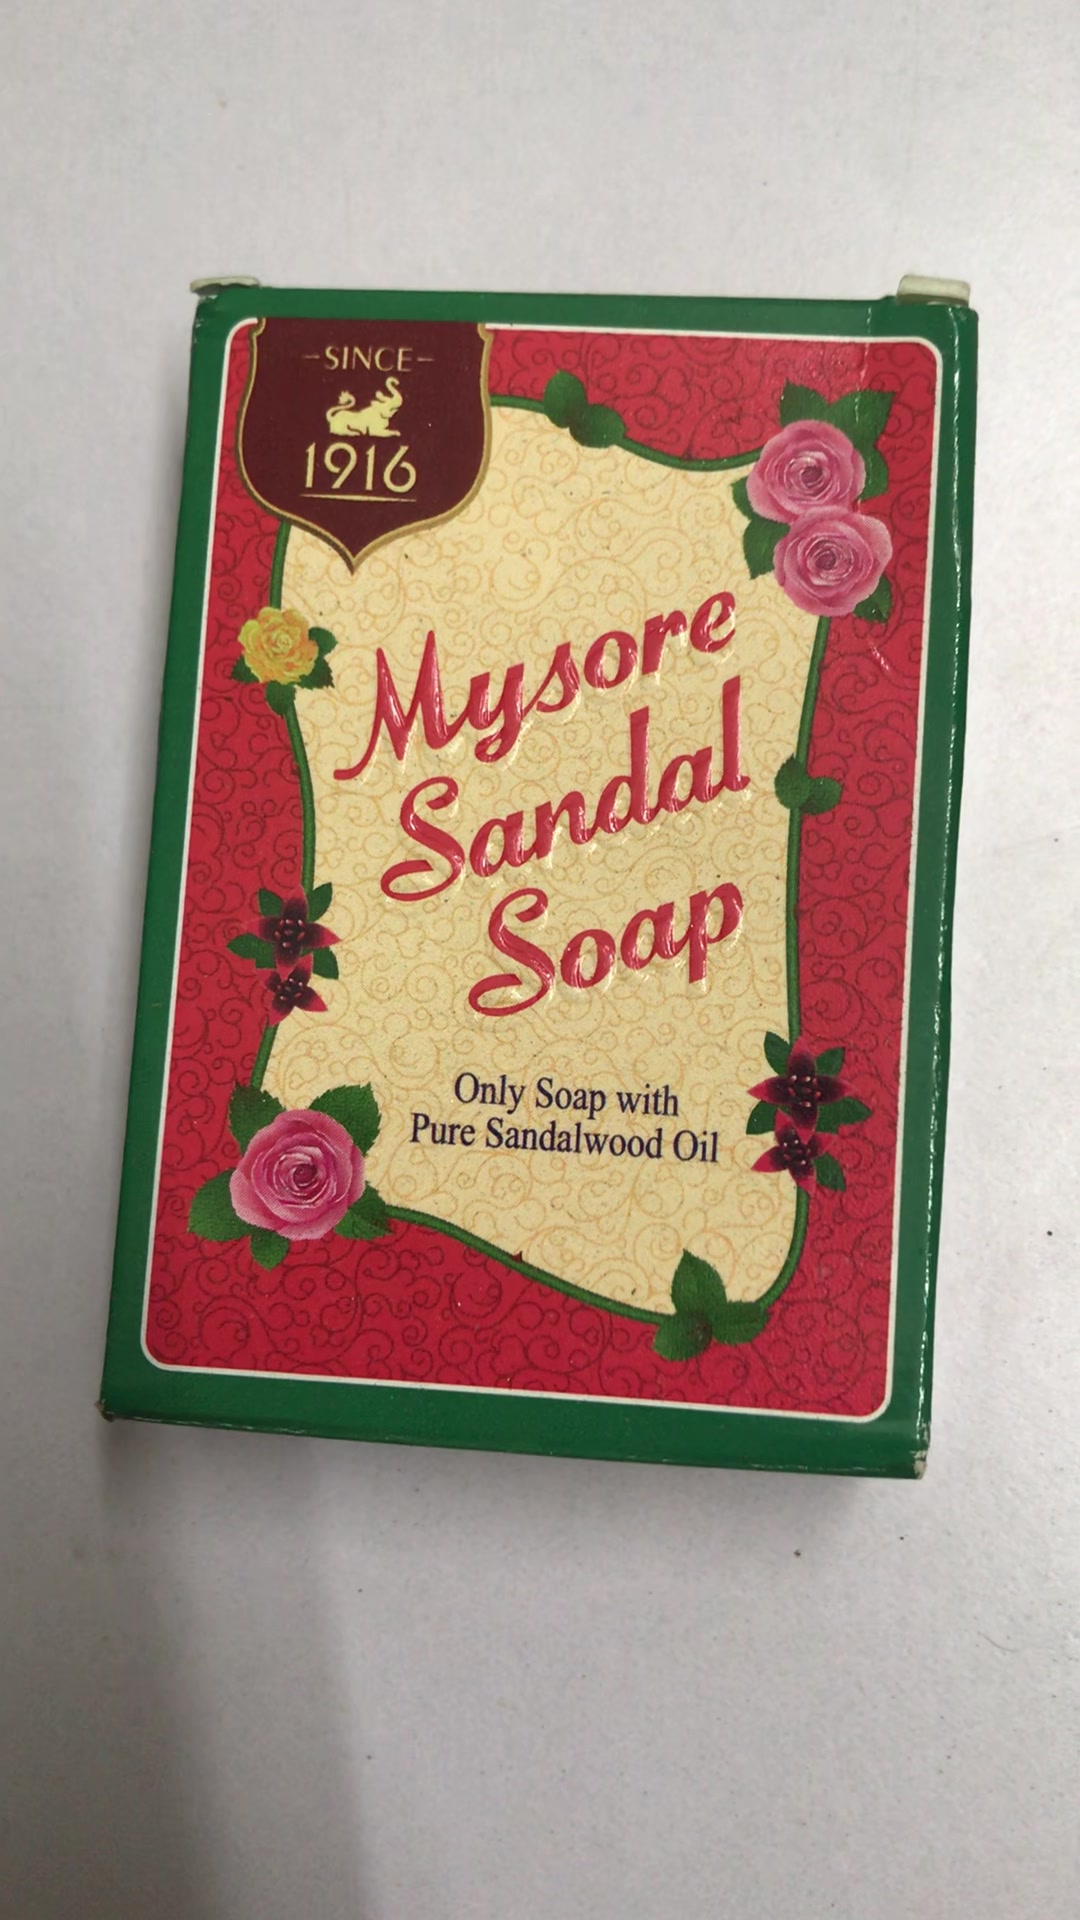 -SINCE-
1916
Mysore
Sandal
Soap
Only Soap with
Pure Sandalwood Oil